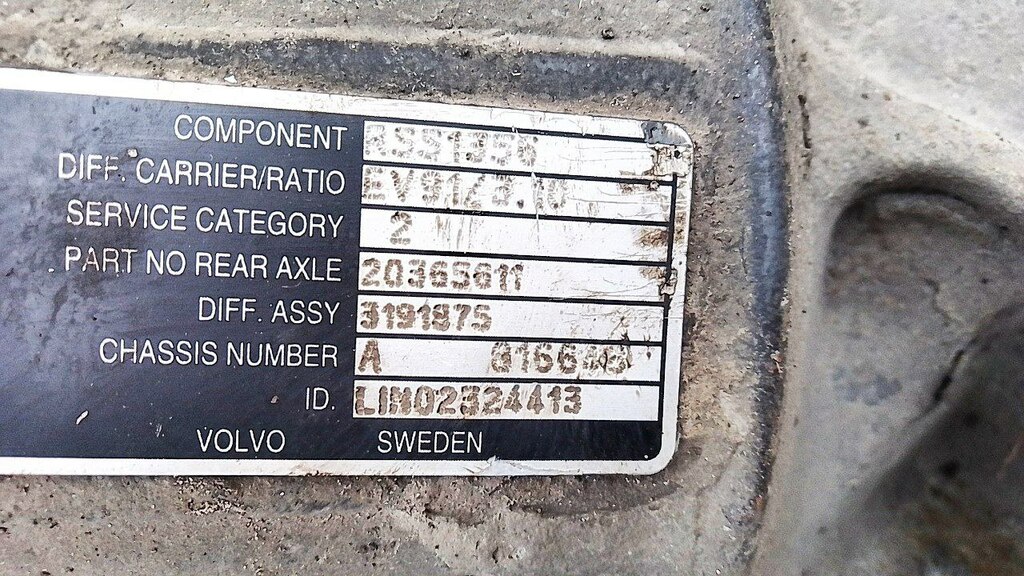 COMPONENT
DIFF. CARRIER/RATIO
SERVICE CATEGORY 2
PART NO REAR AXLE 20365611
DIFF. ASSY 3191875
CHASSIS NUMBER A
ID. LIN02324413
VOLVO SWEDEN